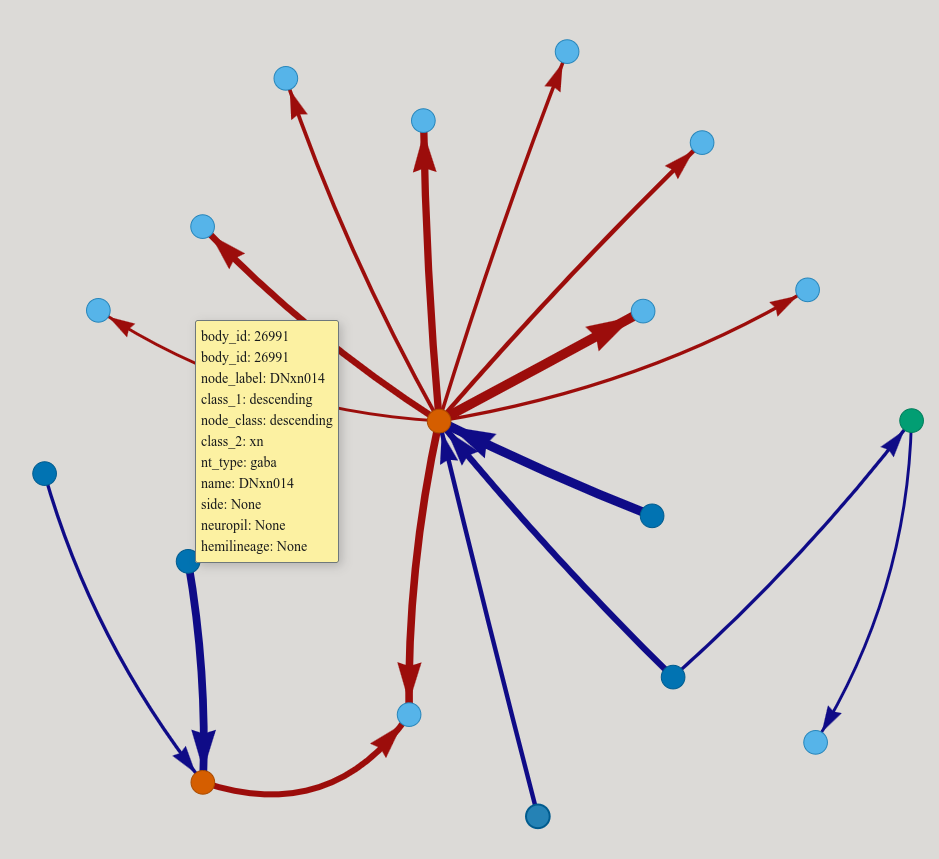 body_id: 26991
body_id: 26991
node_label: DNxn014
class_1: descending
node_class: descending
class_2: xn
nt_type: gaba
name: DNxn014
side: None
neuropil: None
hemilineage: None